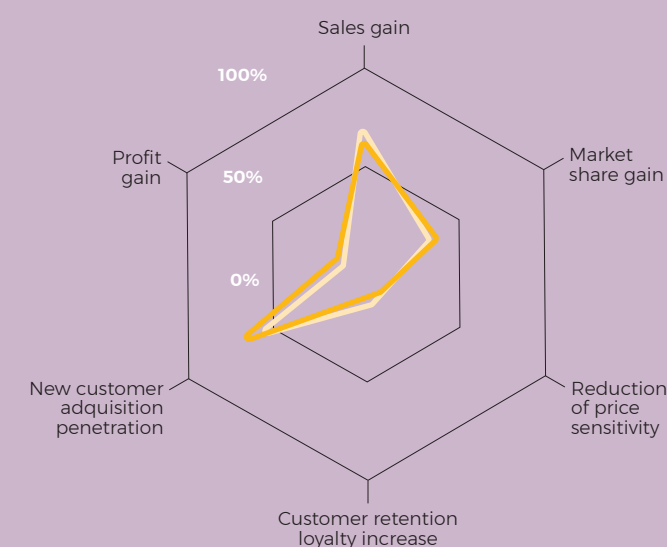 Sales gain
100%
Profit
gain
Market
share gain
50%
0%
New customer
adquisition
penetration
Reduction
of price
sensitivity
Customer retention
loyalty increase